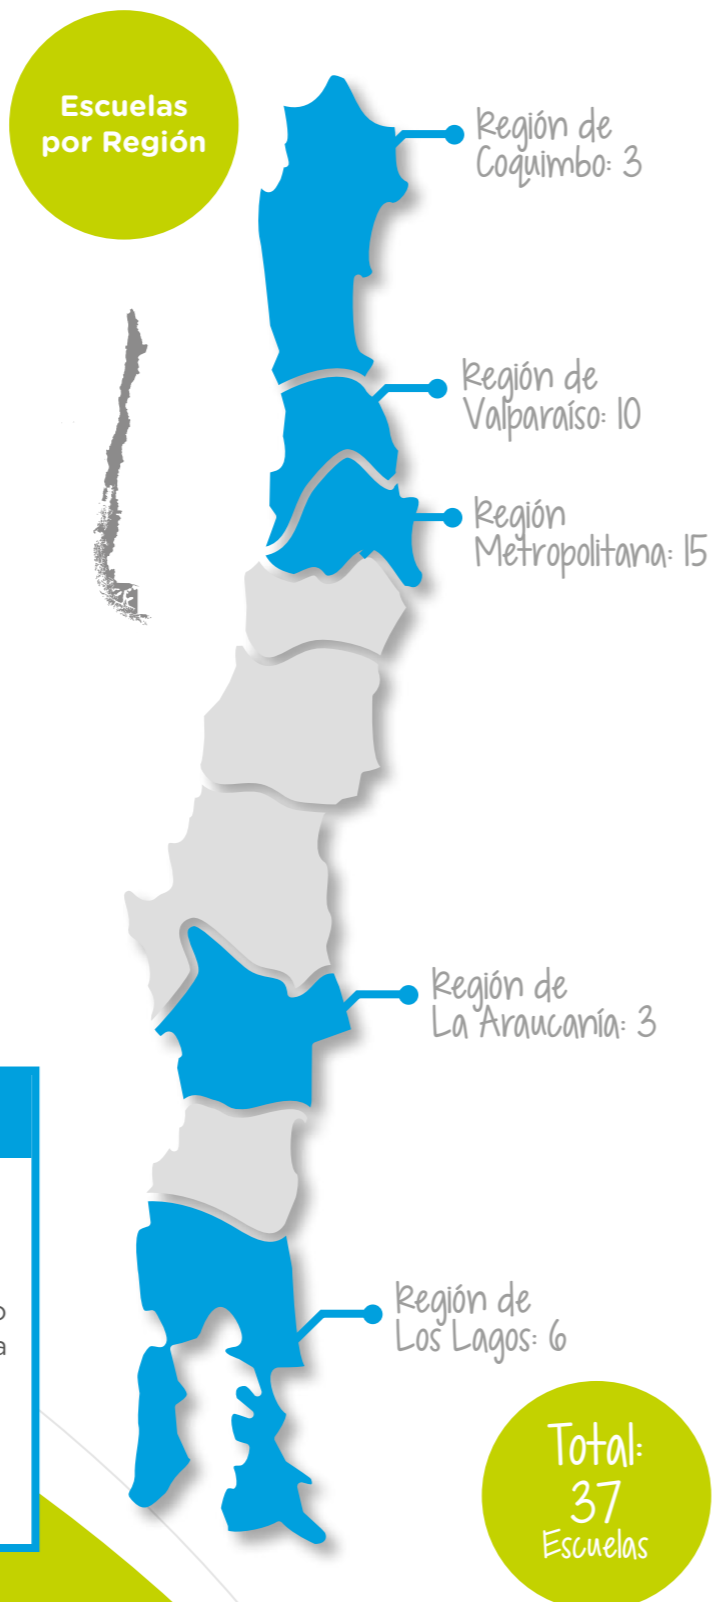 Escuelas
por Región
Región de
Coquimbo: 3
Región de
Valparaíso: 10
Región
Metropolitana: 15
Región de
La Araucanía: 3
o
a
Región de
Los Lagos: 6
Total:
37
Escuelas